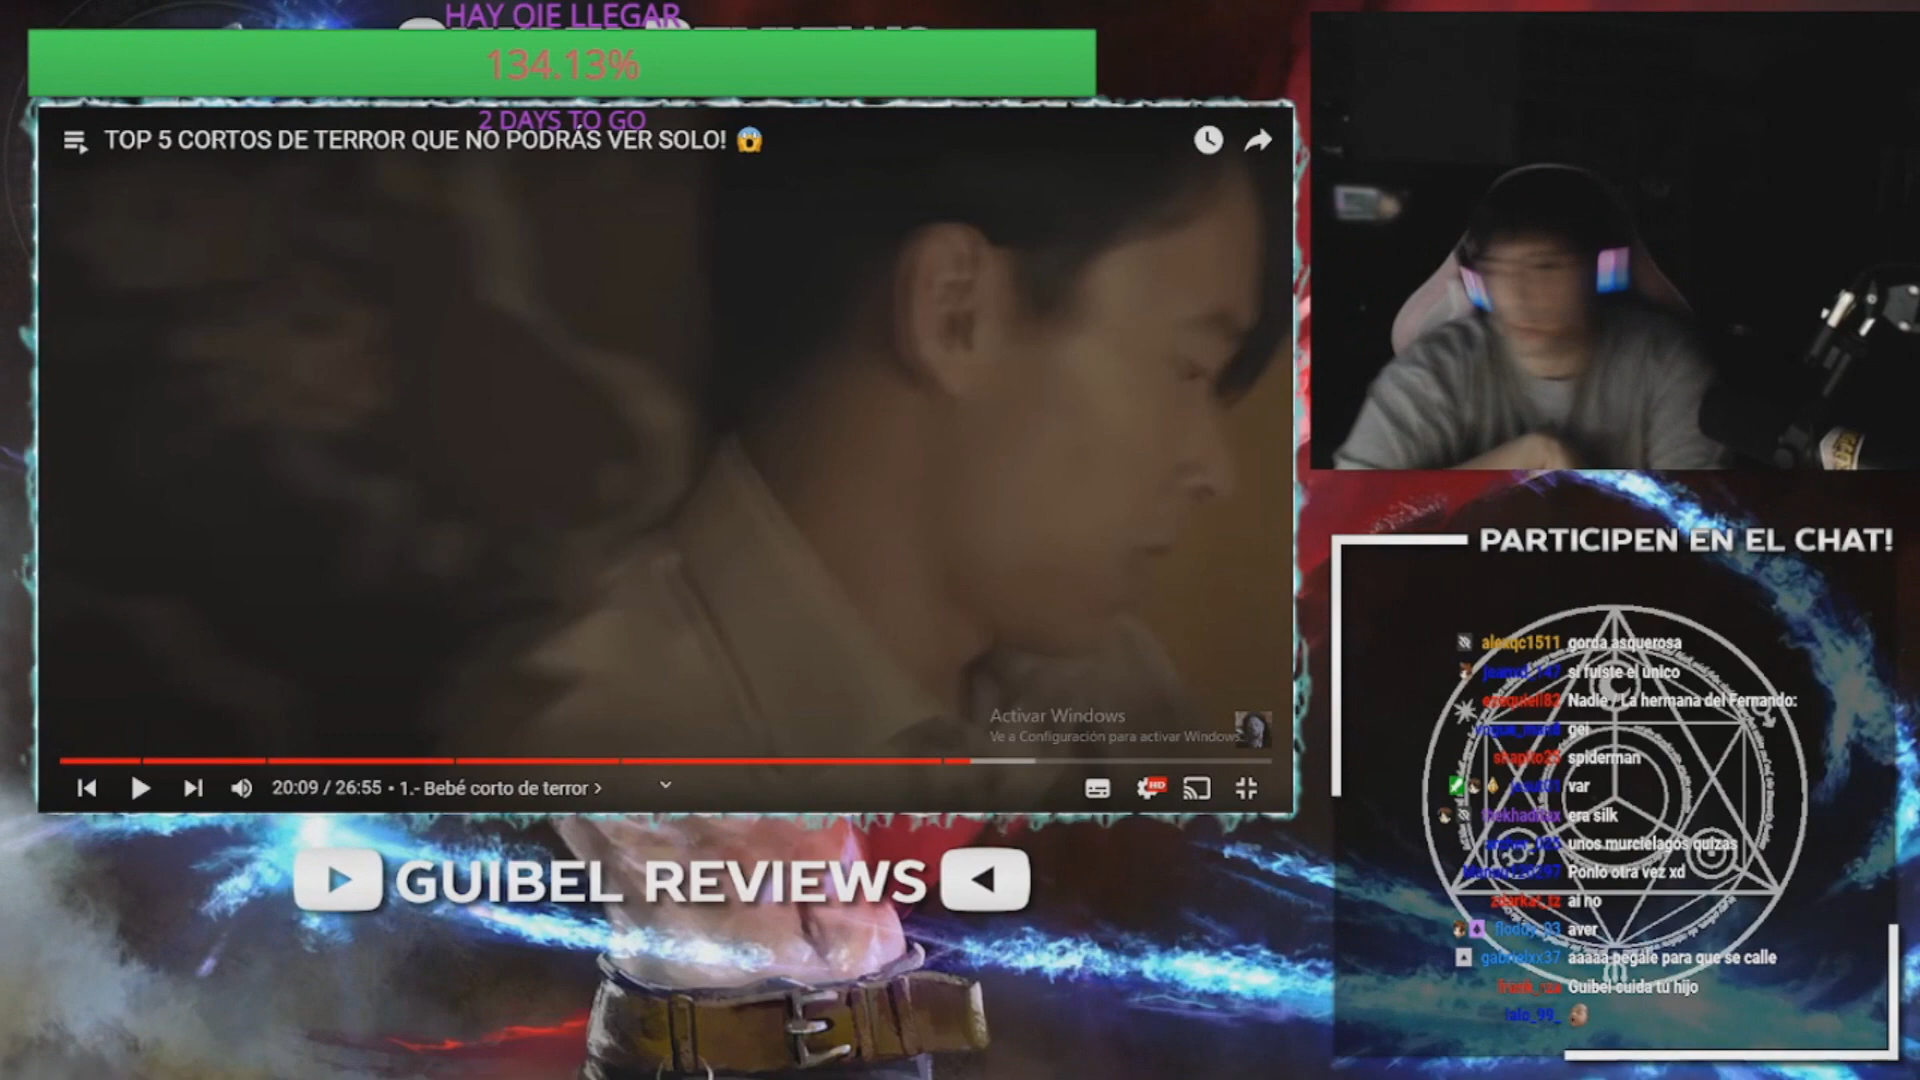 HAY QIE LLEGAR
134.13%
2 DAYS TO GO
TOP 5 CORTOS DE TERROR QUE NO PODRÁS VER SOLO! 😱
Activar Windows
Ve a Configuración para activar Windows.
20:09 / 26:55 • 1.- Bebé corto de terror ›
HD
GUIBEL REVIEWS
PARTICIPEN EN EL CHAT!
alexqc1511 gorda asquerosa
si fuiste el unico
ezequiell82 Nadie / La hermana del Fernando:
gei
spiderman
var
era silk
unos murcielagos quizas
Ponlo otra vez xd
ai no
aver
gabrielxx37 aaaaa pegale para que se calle
Guibel cuida tu hijo
lalo_99_